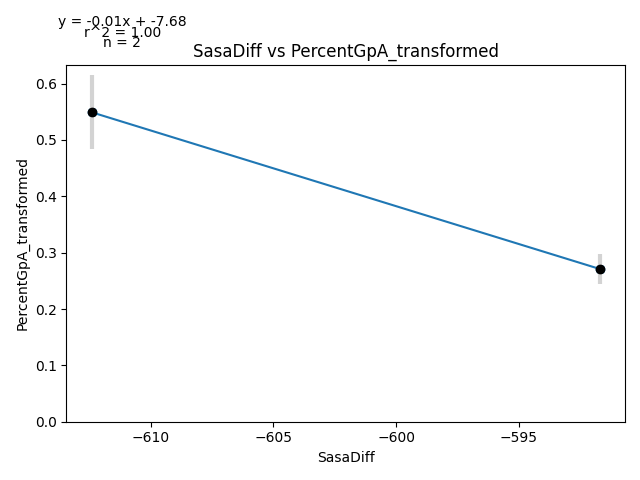 y = -0.01x + -7.68
r^2 = 1.00
n = 2
SasaDiff vs PercentGpA_transformed
0.6
0.5
0.4
0.3
0.2
0.1
0.0
PercentGpA_transformed
−610
−605
−600
−595
SasaDiff